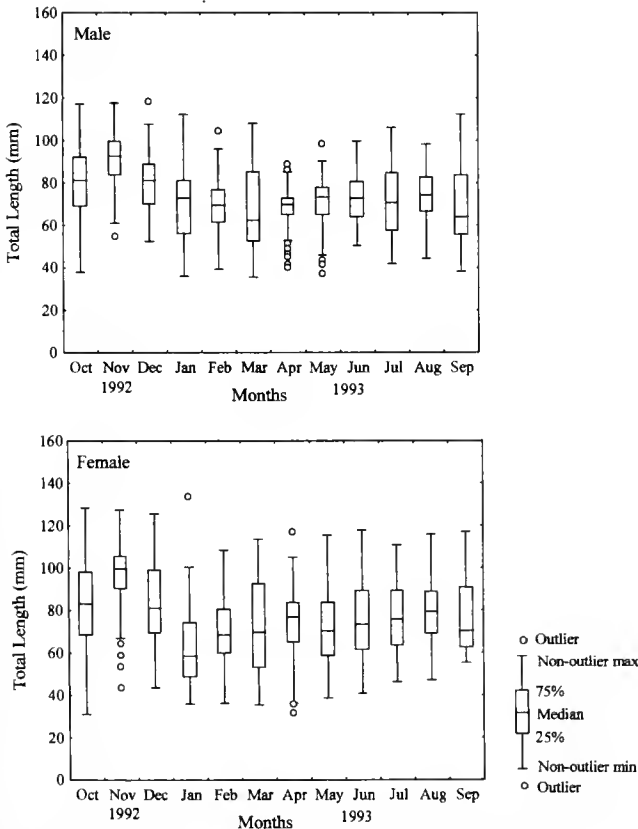 Male
160
140
120
100
80
60
40
20
0
Total Length (mm)
Oct Nov Dec Jan Feb Mar Apr May Jun Jul Aug Sep
1992 Months 1993
Female
160
140
120
100
80
60
40
20
0
Total Length (mm)
Oct Nov Dec Jan Feb Mar Apr May Jun Jul Aug Sep
1992 Months 1993
Outlier
Non-outlier max
75%
Median
25%
Non-outlier min
Outlier